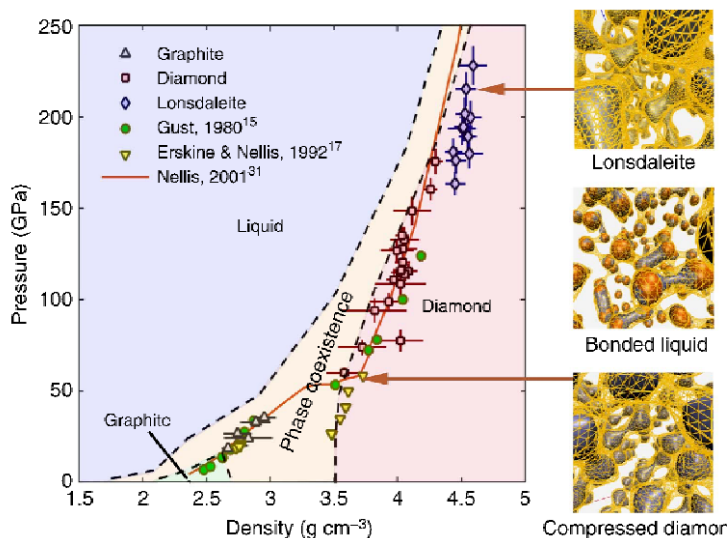 250
200
150
100
50
0
Pressure (GPa)
Graphite
Diamond
Lonsdaleite
Gust, 1980¹⁵
Erskine & Nellis, 1992¹⁷
Nellis, 2001³¹
Liquid
Phase coexistence
Diamond
Graphite
1.5
2
2.5
3
3.5
4
4.5
5
Density (g cm⁻³)
Lonsdaleite
Bonded liquid
Compressed diamon